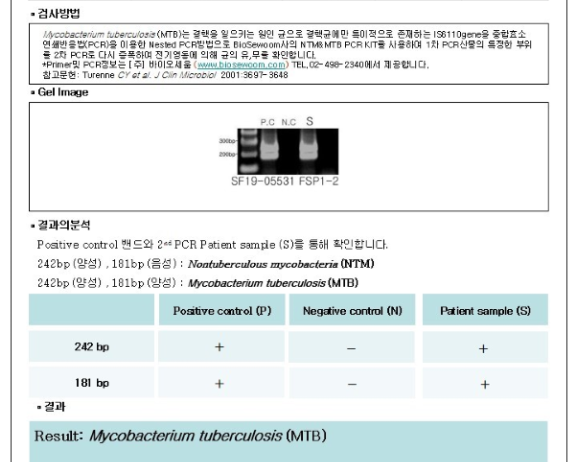 ▪ 검사방법
Mycobacterium tuberculosis (MTB)는 결핵을 일으키는 원인 균으로 결핵균에만 특이적으로 존재하는 IS6110gene을 중합효소
연쇄반응법(PCR)을 이용한 Nested PCR방법으로 BioSewoom사의 NTM&MTB PCR KIT를 사용하여 1차 PCR산물의 특정한 부위
를 2차 PCR로 다시 증폭하여 전기영동에 의해 균의 유,무를 확인합니다.
*Primer및 PCR정보는 [주] 바이오세움 (www.biosewoom.com) TEL,02-498-2340에서 제공합니다.
참고문헌: Turenne CY et al. J Clin Microbiol 2001:3697-3648
▪ Gel Image
P.C N.C S
300bp
200bp
SF19-05531 FSP1-2
▪ 결과의분석
Positive control 밴드와 2nd PCR Patient sample (S)를 통해 확인합니다.
242bp (양성) , 181bp (음성) : Nontuberculous mycobacteria (NTM)
242bp (양성) , 181bp (양성) : Mycobacterium tuberculosis (MTB)
Positive control (P) Negative control (N) Patient sample (S)
242 bp + − +
181 bp + − +
▪ 결과
Result: Mycobacterium tuberculosis (MTB)